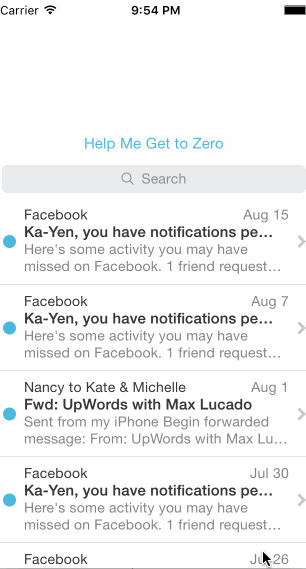 Carrier 9:54 PM
Help Me Get to Zero
Search
Facebook Aug 15
Ka-Yen, you have notifications pe...
Here's some activity you may have
missed on Facebook. 1 friend request...
Facebook Aug 7
Ka-Yen, you have notifications pe...
Here's some activity you may have
missed on Facebook. 1 friend request...
Nancy to Kate & Michelle Aug 1
Fwd: UpWords with Max Lucado
Sent from my iPhone Begin forwarded
message: From: UpWords with Max Lu...
Facebook Jul 30
Ka-Yen, you have notifications pe...
Here's some activity you may have
missed on Facebook. 1 friend request...
Facebook 26